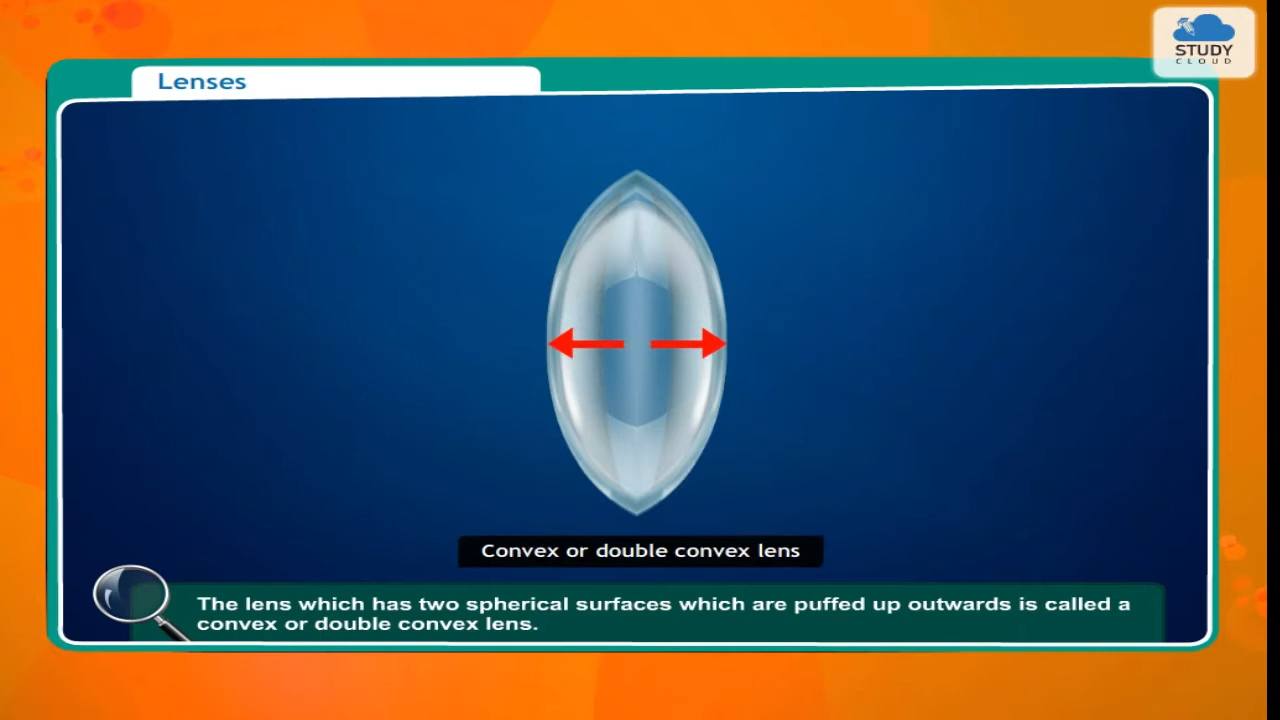 STUDY
CLOUD
Lenses
Convex or double convex lens
The lens which has two spherical surfaces which are puffed up outwards is called a
convex or double convex lens.